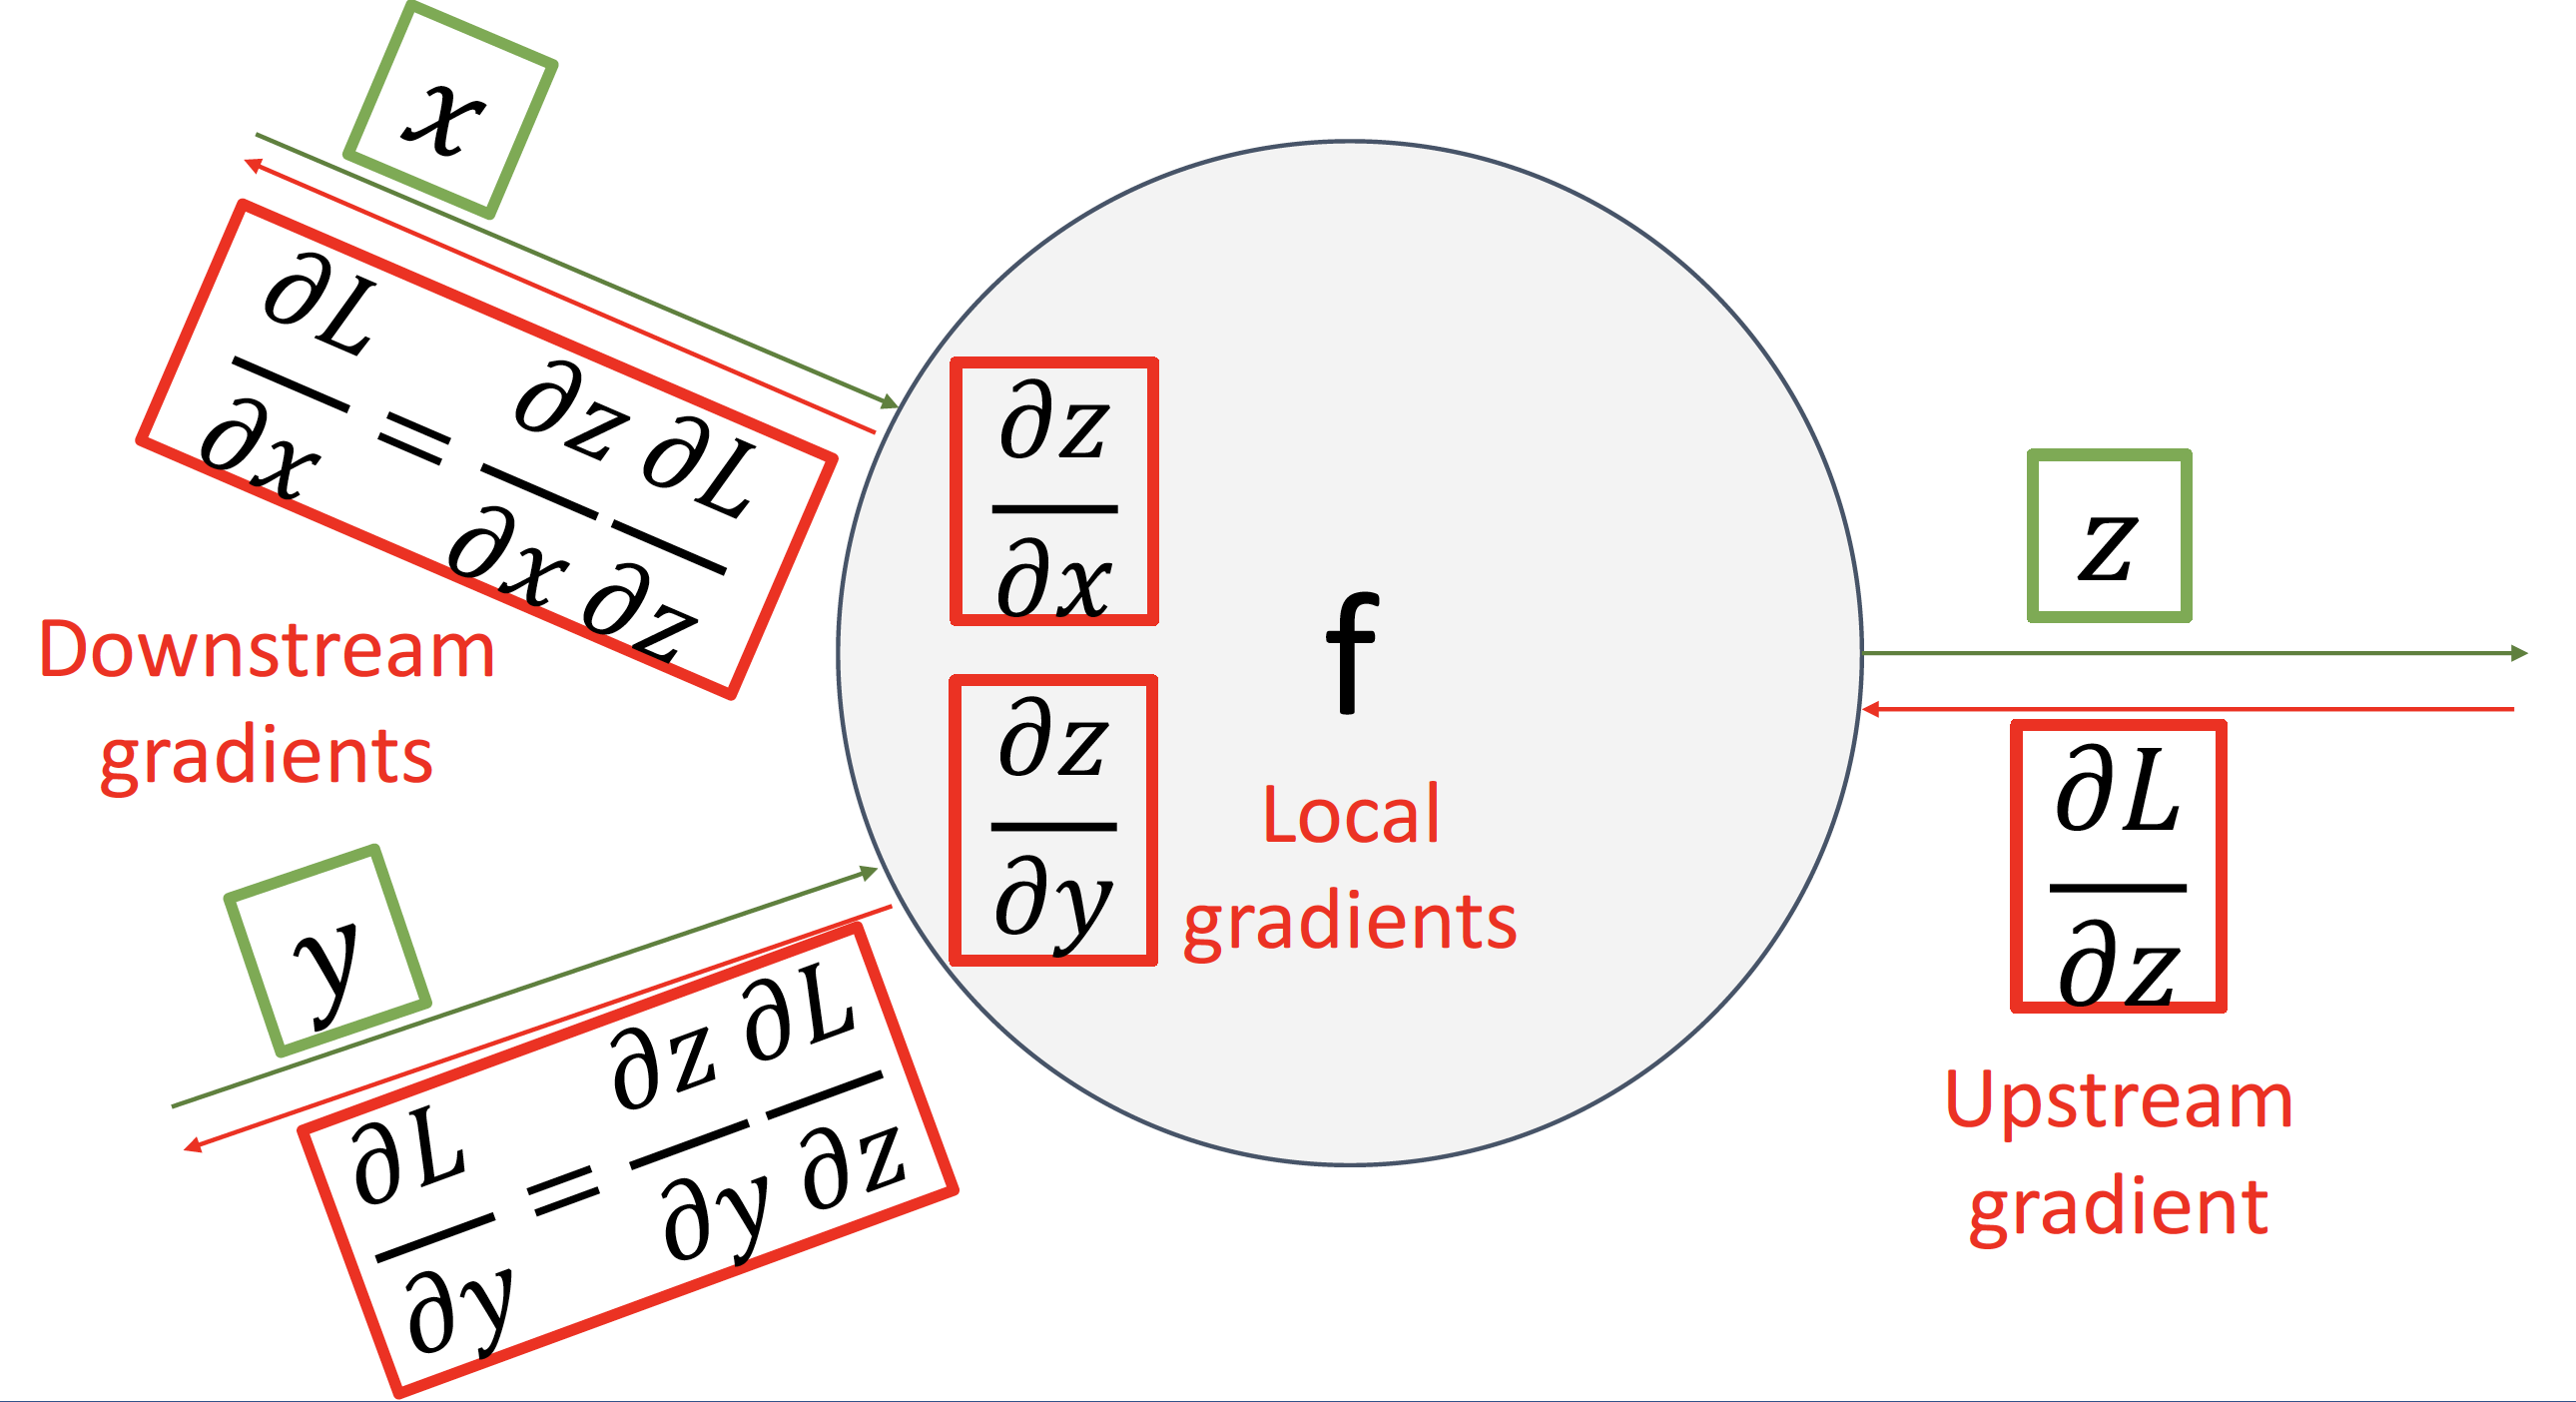 x
∂L/∂x = ∂z/∂x ∂L/∂z
Downstream
gradients
y
∂L/∂y = ∂z/∂y ∂L/∂z
∂z/∂x
∂z/∂y
f
Local
gradients
z
∂L/∂z
Upstream
gradient